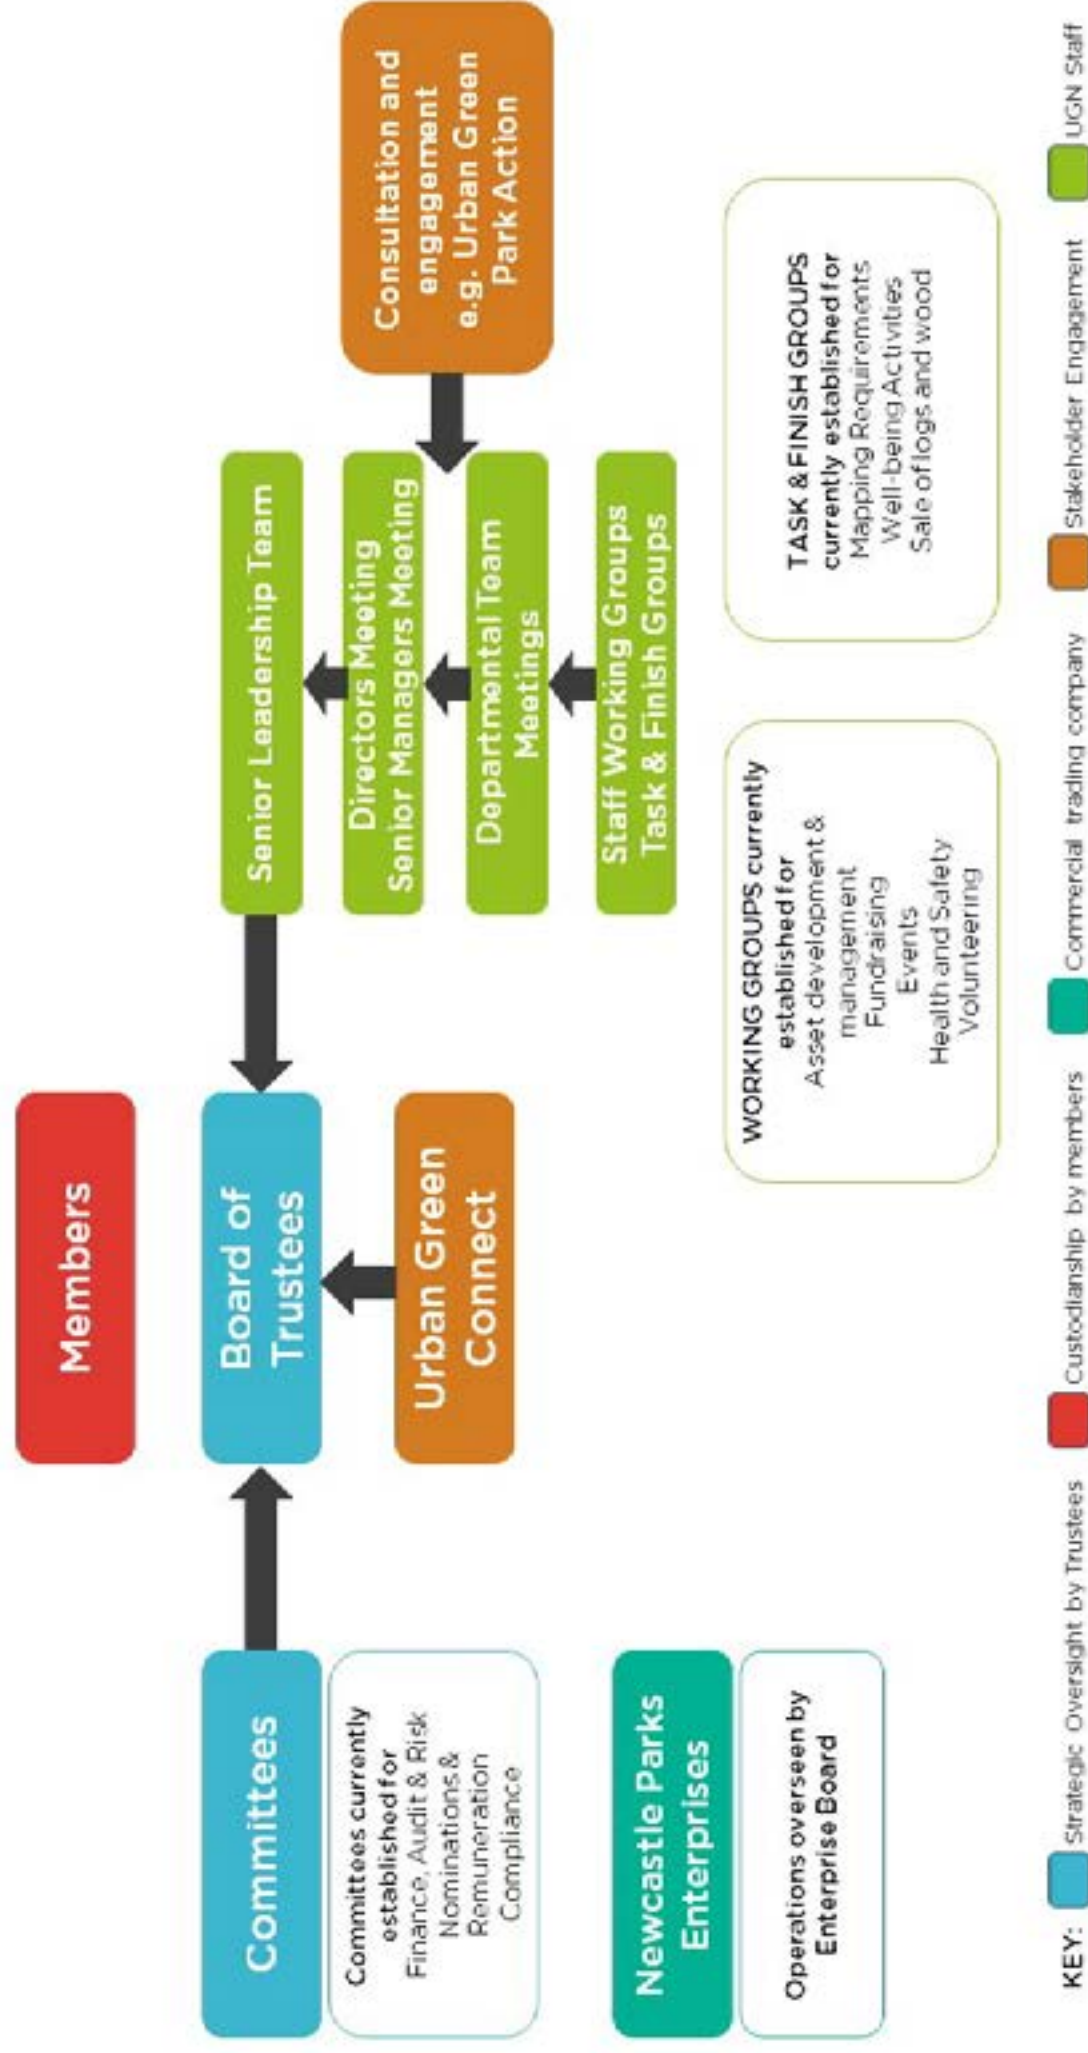 Members
Committees
Board of
Trustees
Senior Leadership Team
Committees currently
established for
Finance, Audit & Risk
Nominations &
Remuneration
Compliance
Urban Green
Connect
Directors Meeting
Senior Managers Meeting
Departmental Team
Meetings
Staff Working Groups
Task & Finish Groups
Consultation and
engagement
e.g. Urban Green
Park Action
Newcastle Parks
Enterprises
Operations overseen by
Enterprise Board
WORKING GROUPS currently
established for
Asset development &
management
Fundraising
Events
Health and Safety
Volunteering
TASK & FINISH GROUPS
currently established for
Mapping Requirements
Well-being Activities
Sale of logs and wood
KEY:
Strategic Oversight by Trustees
Custodianship by members
Commercial trading company
Stakeholder Engagement
UGN Staff